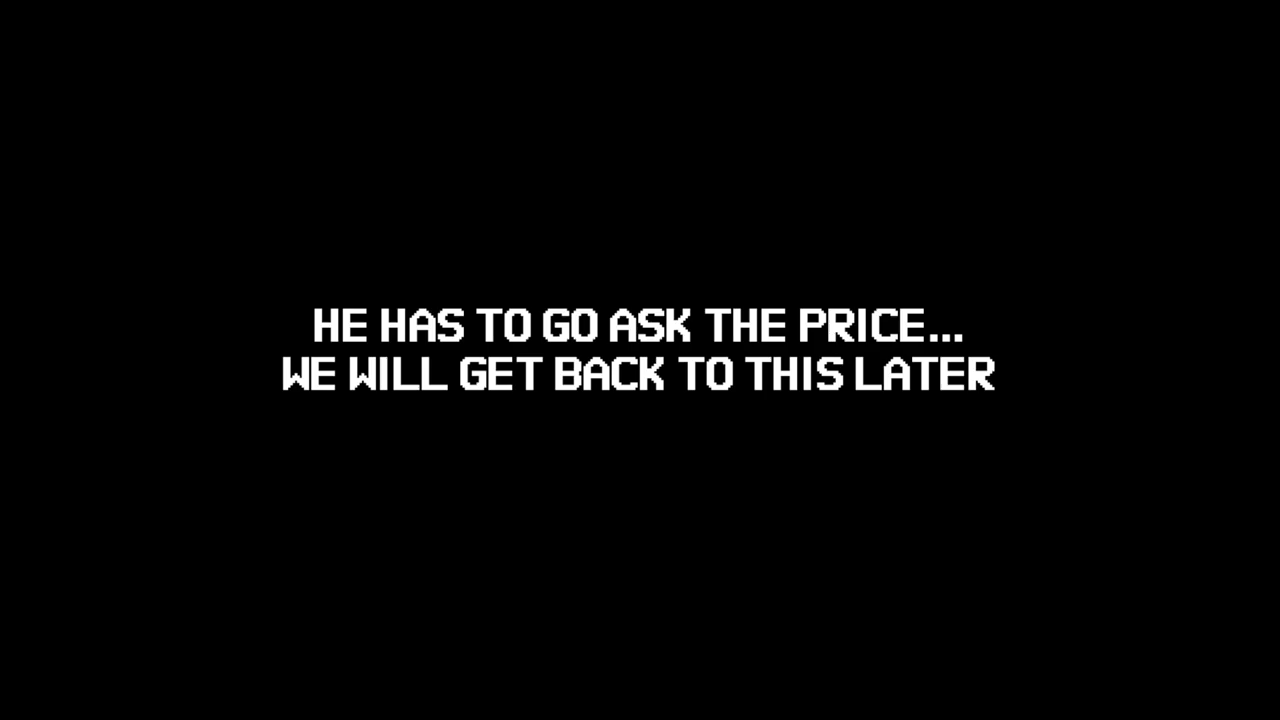 HE HAS TO GO ASK THE PRICE...
WE WILL GET BACK TO THIS LATER